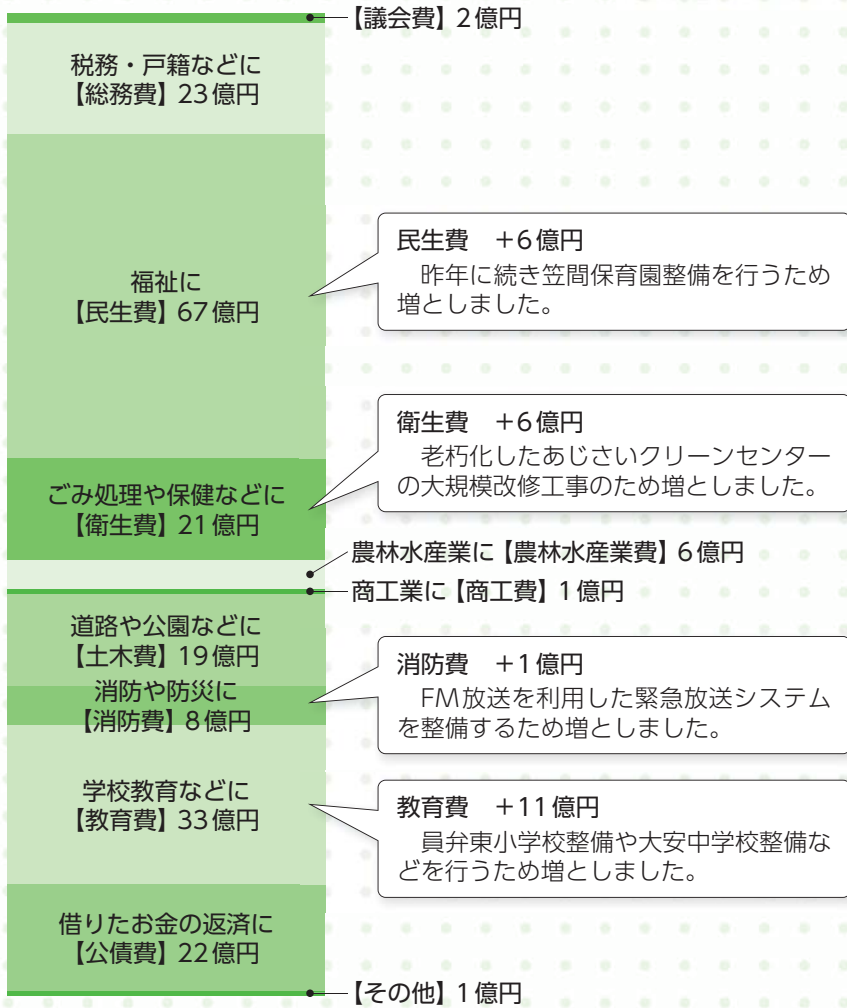 【議会費】2億円
税務・戸籍などに
【総務費】23億円
福祉に
【民生費】67億円
民生費　＋6億円
昨年に続き笠間保育園整備を行うため
増としました。
ごみ処理や保健などに
【衛生費】21億円
衛生費　＋6億円
老朽化したあじさいクリーンセンター
の大規模改修工事のため増としました。
農林水産業に【農林水産業費】6億円
商工業に【商工費】1億円
道路や公園などに
【土木費】19億円
消防や防災に
【消防費】8億円
消防費　＋1億円
FM放送を利用した緊急放送システム
を整備するため増としました。
学校教育などに
【教育費】33億円
教育費　＋11億円
員弁東小学校整備や大安中学校整備な
どを行うため増としました。
借りたお金の返済に
【公債費】22億円
【その他】1億円